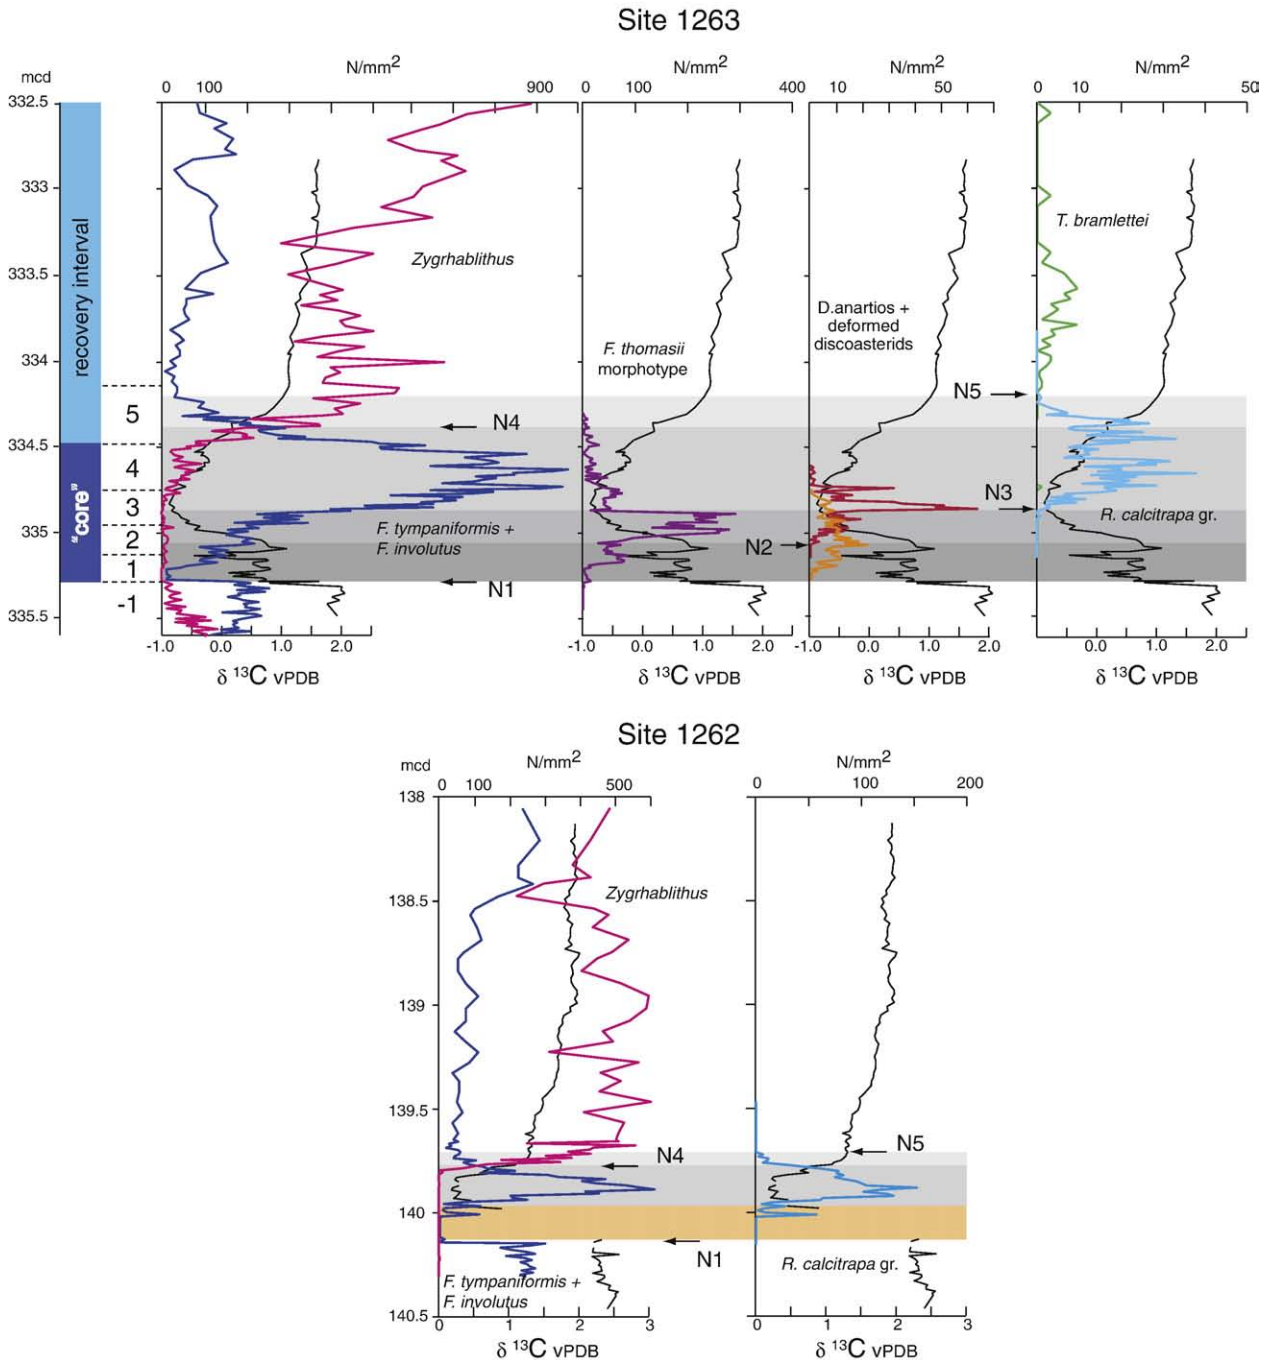 Site 1263
N/mm2 N/mm2 N/mm2 N/mm2
mcd
0 100 900 0 100 400 10 50 0 10 50
332.5
333
333.5
334
334.5
335
335.5
recovery interval
"core"
5
4
3
2
1
-1
Zygrhablithus
F. tympaniformis +
F. involutus
N4
N1
F. thomasii
morphotype
D.anartios +
deformed
discoasterids
N2
N5
N3
T. bramlettei
R. calcitrapa gr.
-1.0 0.0 1.0 2.0 -1.0 0.0 1.0 2.0 -1.0 0.0 1.0 2.0 0.0 1.0 2.0
δ 13C vPDB δ 13C vPDB δ 13C vPDB δ 13C vPDB
Site 1262
mcd N/mm2 N/mm2
0 100 500 0 100 200
138
138.5
139
139.5
140
140.5
Zygrhablithus
N4
N1
F. tympaniformis +
F. involutus
N5
R. calcitrapa gr.
0 1 2 3 0 1 2 3
δ 13C vPDB δ 13C vPDB